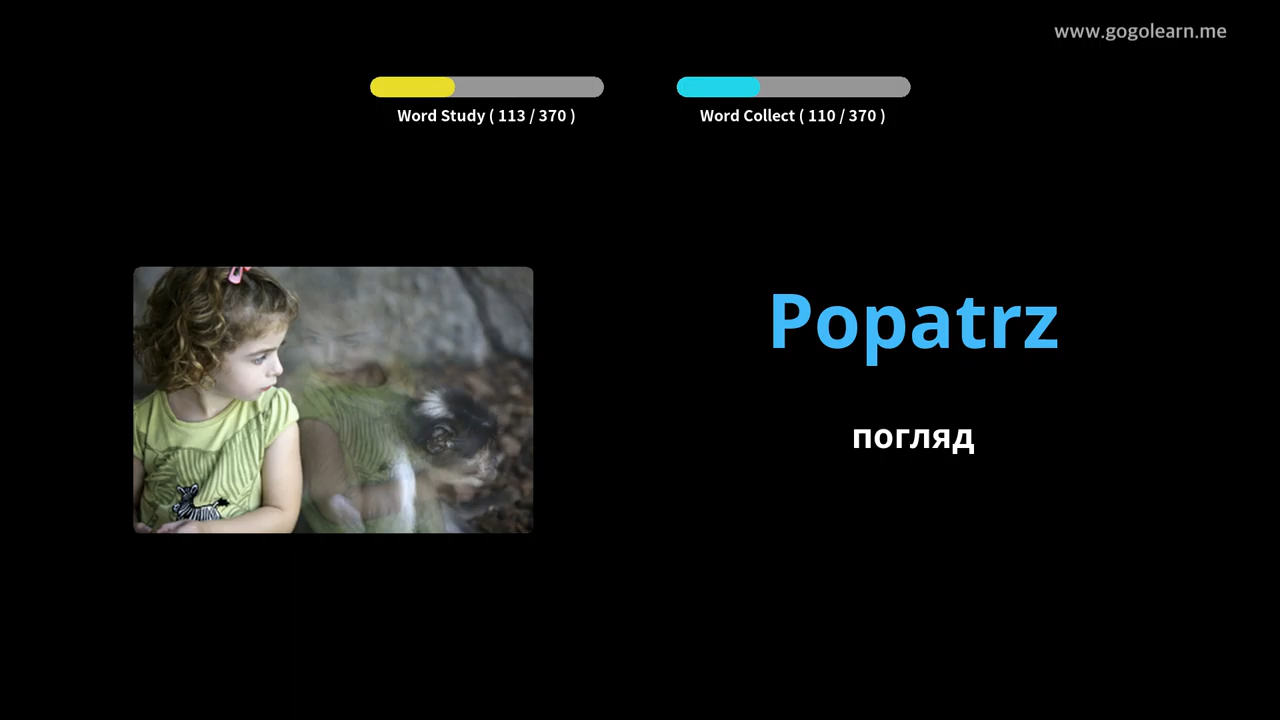 www.gogolearn.me
Word Study ( 113 / 370 )
Word Collect ( 110 / 370 )
Popatrz
погляд